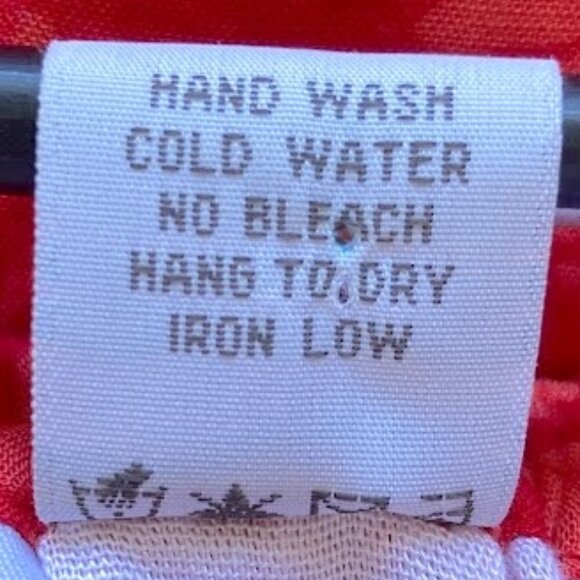 HAND WASH
COLD WATER
NO BLEACH
HANG TO DRY
IRON LOW